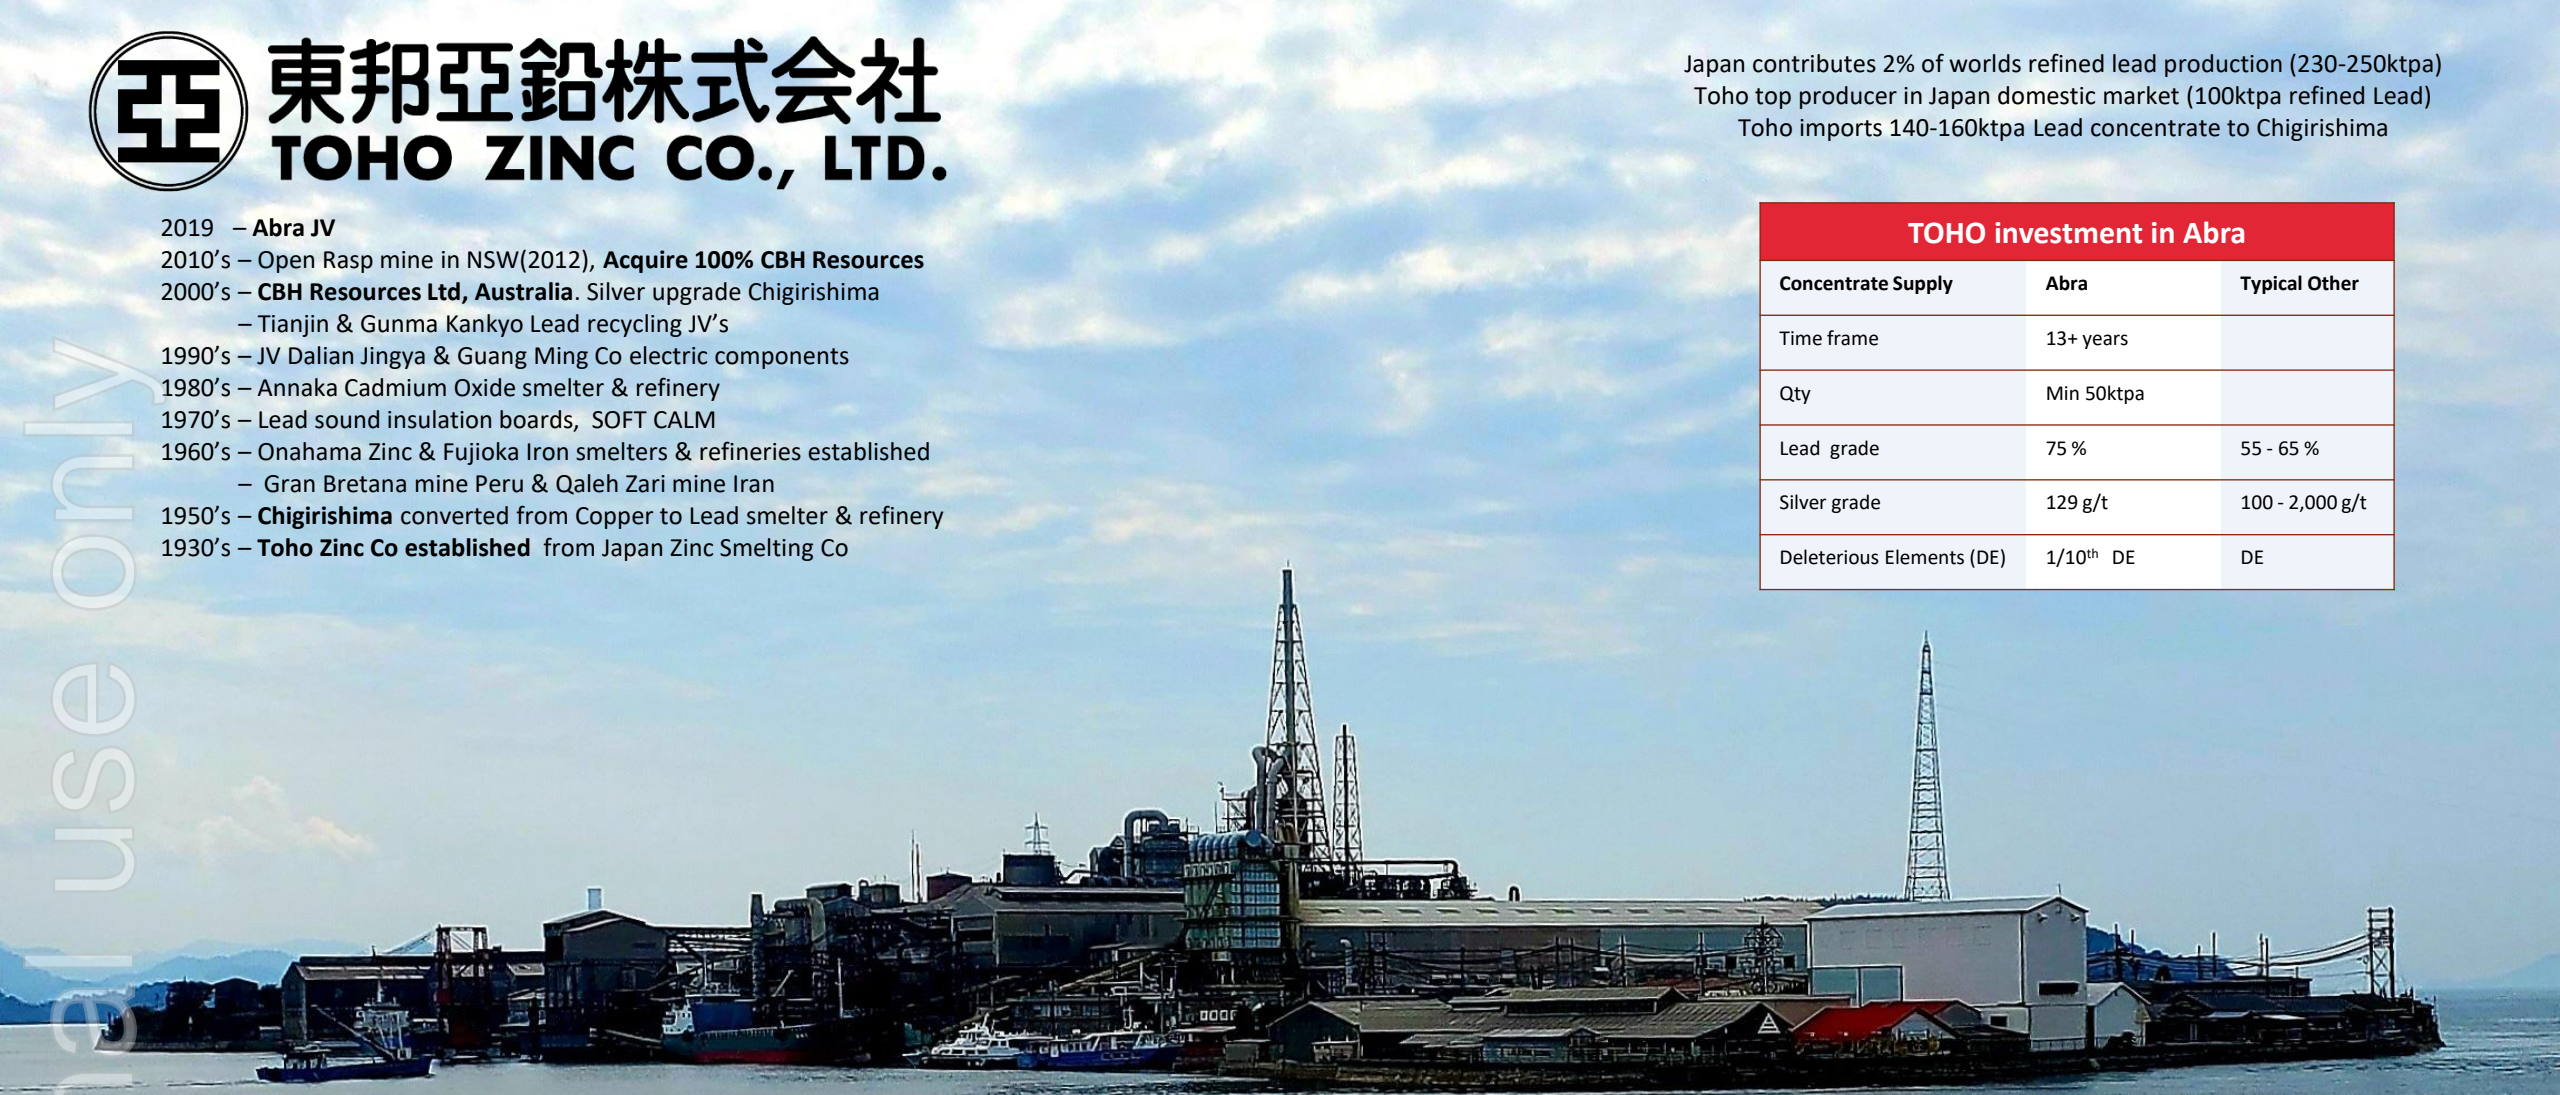 東邦亞鉛株式会社
TOHO ZINC CO., LTD.
2019 – Abra JV
2010’s – Open Rasp mine in NSW(2012), Acquire 100% CBH Resources
2000’s – CBH Resources Ltd, Australia. Silver upgrade Chigirishima
– Tianjin & Gunma Kankyo Lead recycling JV’s
1990’s – JV Dalian Jingya & Guang Ming Co electric components
1980’s – Annaka Cadmium Oxide smelter & refinery
1970’s – Lead sound insulation boards, SOFT CALM
1960’s – Onahama Zinc & Fujioka Iron smelters & refineries established
– Gran Bretana mine Peru & Qaleh Zari mine Iran
1950’s – Chigirishima converted from Copper to Lead smelter & refinery
1930’s – Toho Zinc Co established from Japan Zinc Smelting Co
Japan contributes 2% of worlds refined lead production (230-250ktpa)
Toho top producer in Japan domestic market (100ktpa refined Lead)
Toho imports 140-160ktpa Lead concentrate to Chigirishima
TOHO investment in Abra
Concentrate Supply Abra Typical Other
Time frame 13+ years
Qty Min 50ktpa
Lead grade 75 % 55 - 65 %
Silver grade 129 g/t 100 - 2,000 g/t
Deleterious Elements (DE) 1/10th DE DE
use only